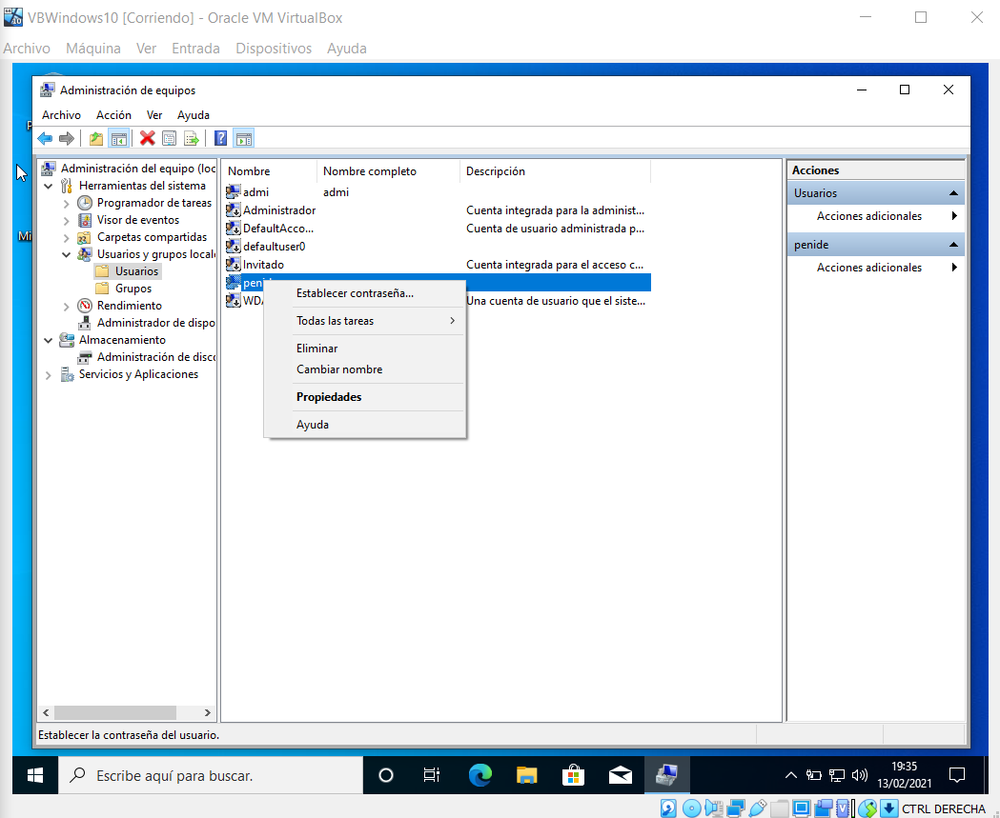 VBWindows10 [Corriendo] - Oracle VM VirtualBox
Archivo Máquina Ver Entrada Dispositivos Ayuda
Administración de equipos
Archivo Acción Ver Ayuda
Administración del equipo (loc
Herramientas del sistema
Programador de tareas
Visor de eventos
Carpetas compartidas
Usuarios y grupos local
Usuarios
Grupos
Rendimiento
Administrador de dispo
Almacenamiento
Administración de disco
Servicios y Aplicaciones
Nombre Nombre completo Descripción
admi admi
Administrador Cuenta integrada para la administ...
DefaultAcco... Cuenta de usuario administrada p...
defaultuser0
Invitado Cuenta integrada para el acceso c...
peni
WDA Una cuenta de usuario que el siste...
Establecer contraseña...
Todas las tareas
Eliminar
Cambiar nombre
Propiedades
Ayuda
Acciones
Usuarios
Acciones adicionales
penide
Acciones adicionales
Establecer la contraseña del usuario.
Mi
Escribe aquí para buscar.
19:35
13/02/2021
CTRL DERECHA